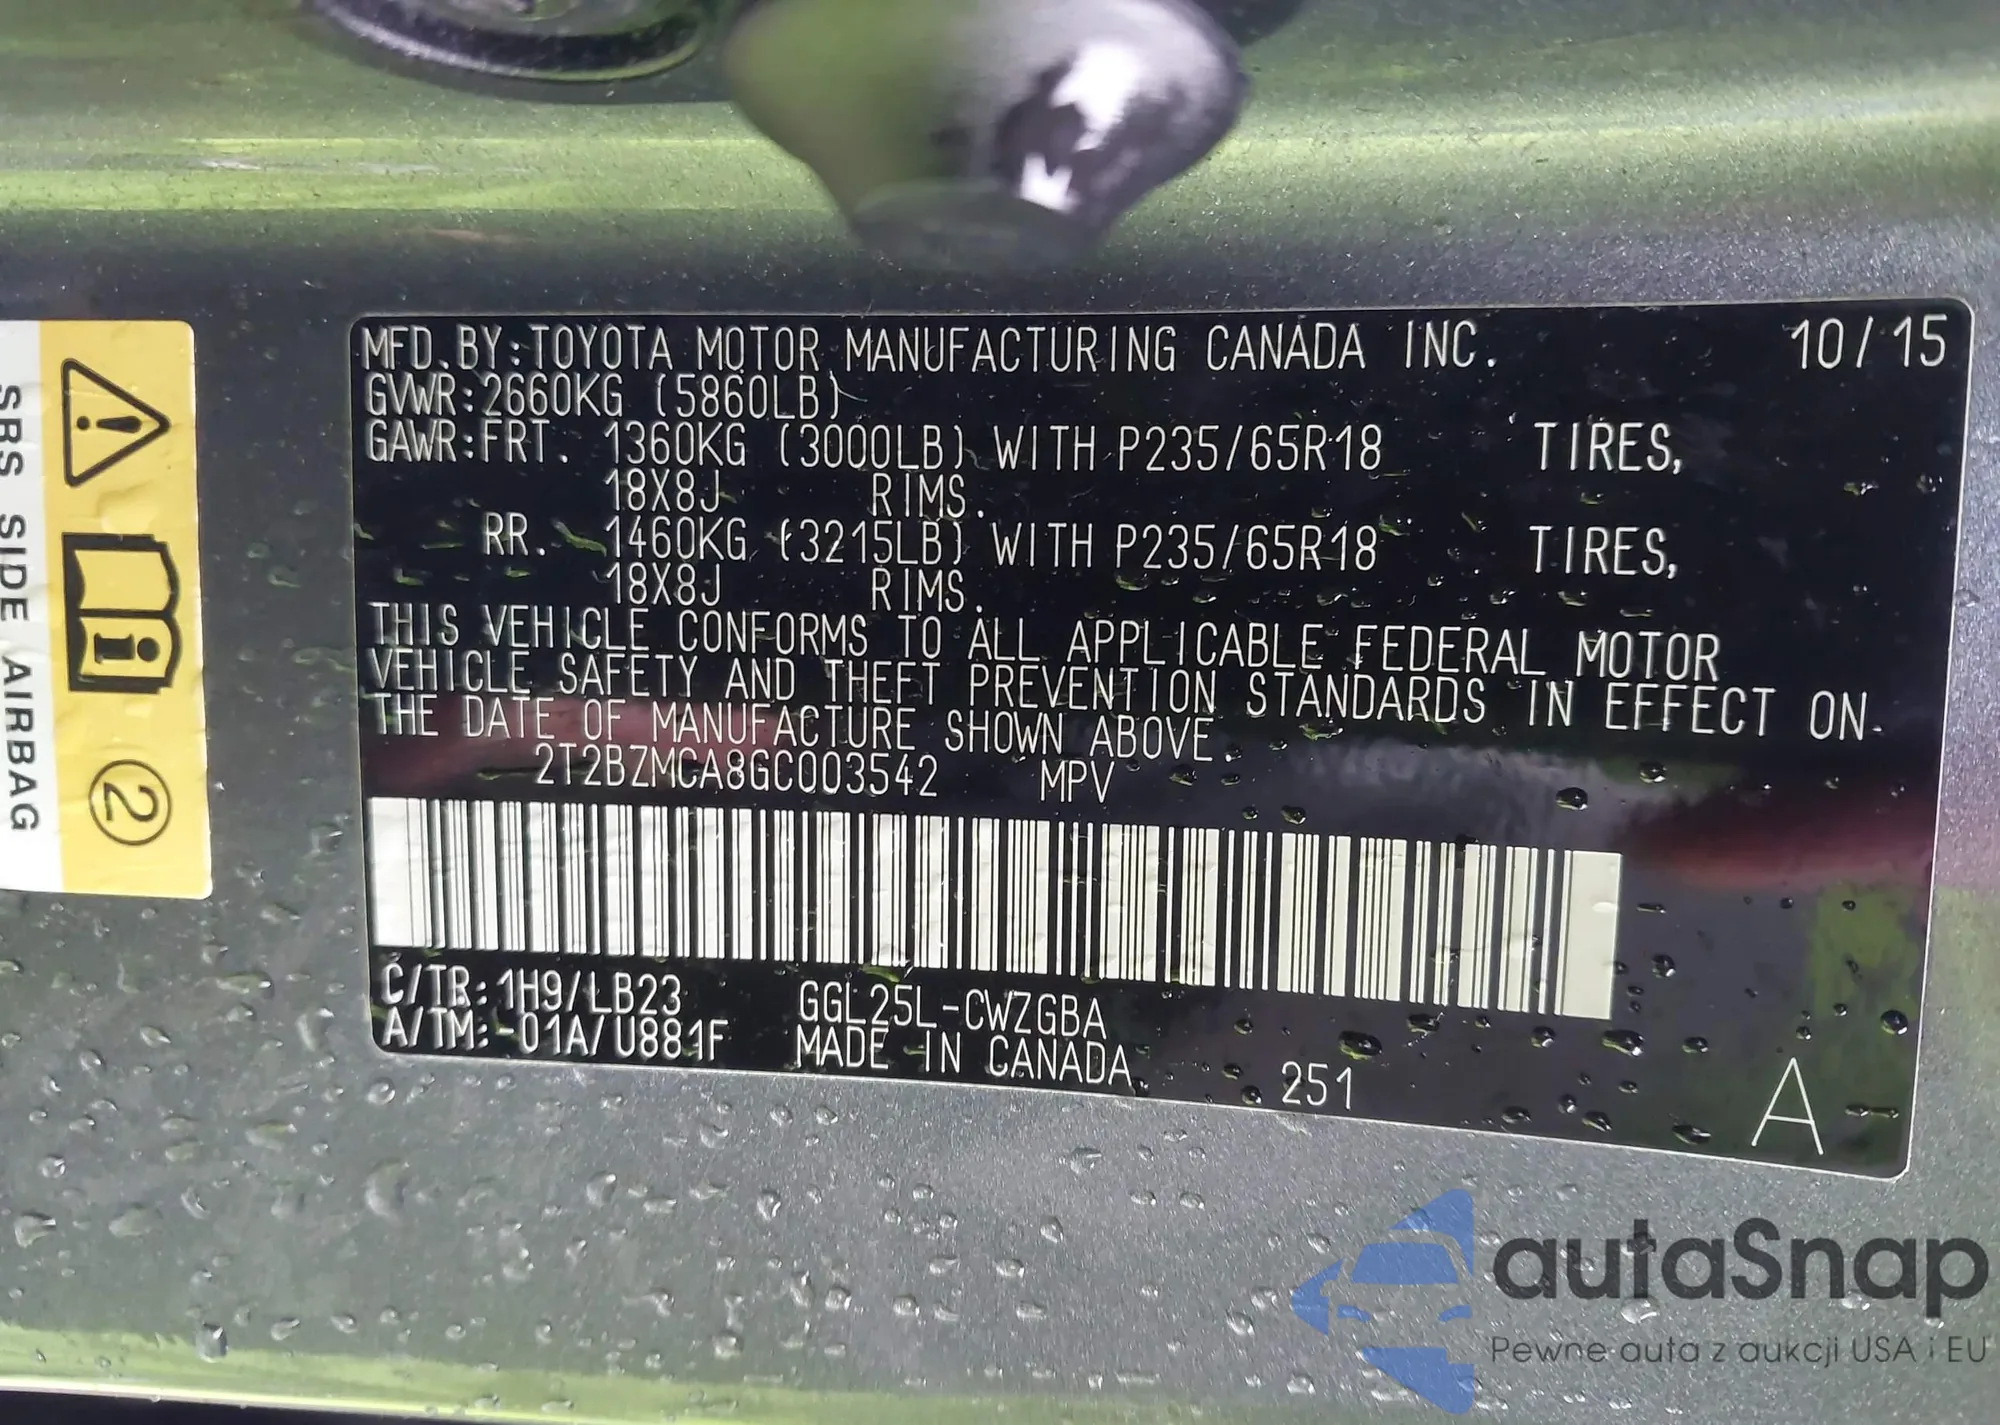 MFD.BY:TOYOTA MOTOR MANUFACTURING CANADA INC. 10/15
GVWR:2660KG (5860LB)
GAWR:FRT. 1360KG (3000LB) WITH P235/65R18 TIRES,
18X8J RIMS.
RR. 1460KG (3215LB) WITH P235/65R18 TIRES,
18X8J RIMS.
THIS VEHICLE CONFORMS TO ALL APPLICABLE FEDERAL MOTOR
VEHICLE SAFETY AND THEFT PREVENTION STANDARDS IN EFFECT ON
THE DATE OF MANUFACTURE SHOWN ABOVE.
2T2BZMCA8GC003542 MPV
C/TR:1H9/LB23 GGL25L-CWZGBA
A/TM:-01A/U881F MADE IN CANADA
251 A
SRS SIDE AIRBAG
2
autaSnap
Pewne auta z aukcji USA i EU